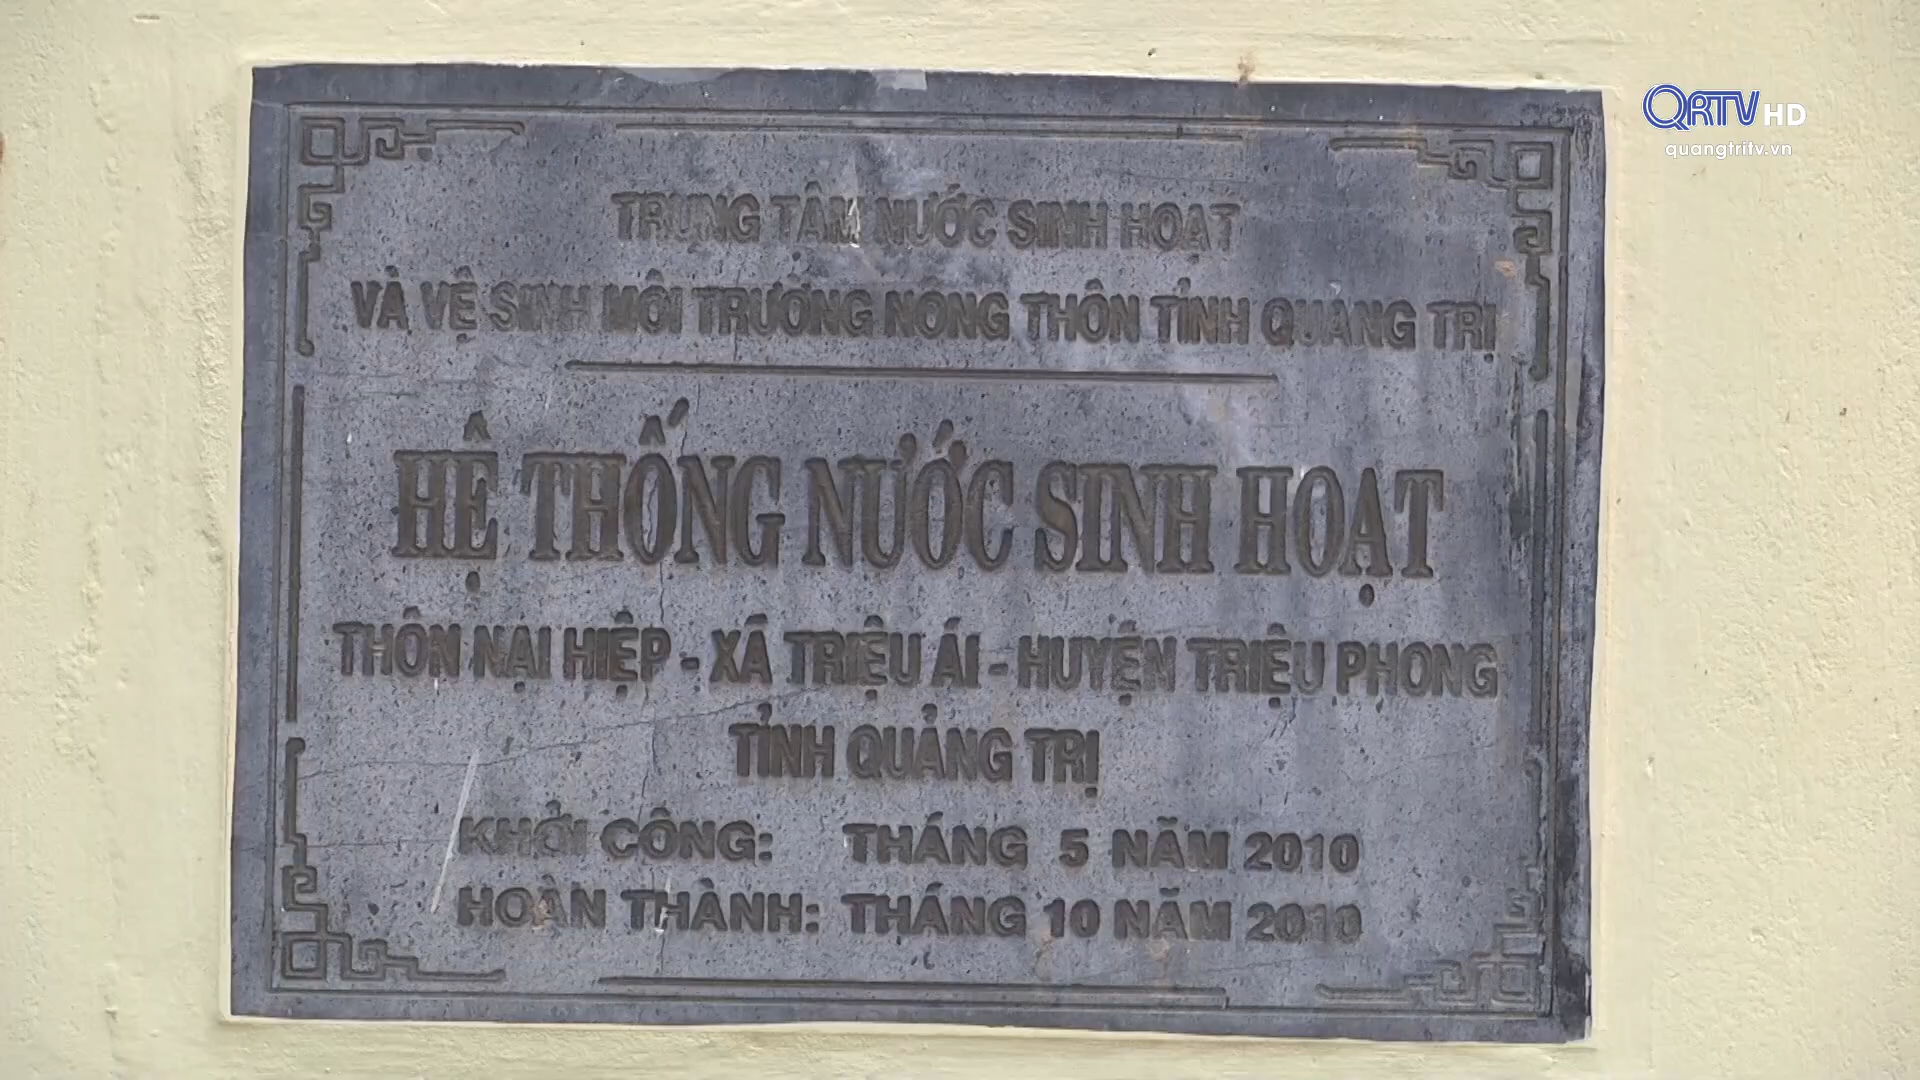 QRTV HD
quangtritv.vn
TRUNG TÂM NƯỚC SINH HOẠT
VÀ VỆ SINH MÔI TRƯỜNG NÔNG THÔN TỈNH QUẢNG TRỊ
HỆ THỐNG NƯỚC SINH HOẠT
THÔN NẠI HIỆP - XÃ TRIỆU ÁI - HUYỆN TRIỆU PHONG
TỈNH QUẢNG TRỊ
KHỞI CÔNG: THÁNG 5 NĂM 2010
HOÀN THÀNH: THÁNG 10 NĂM 2010